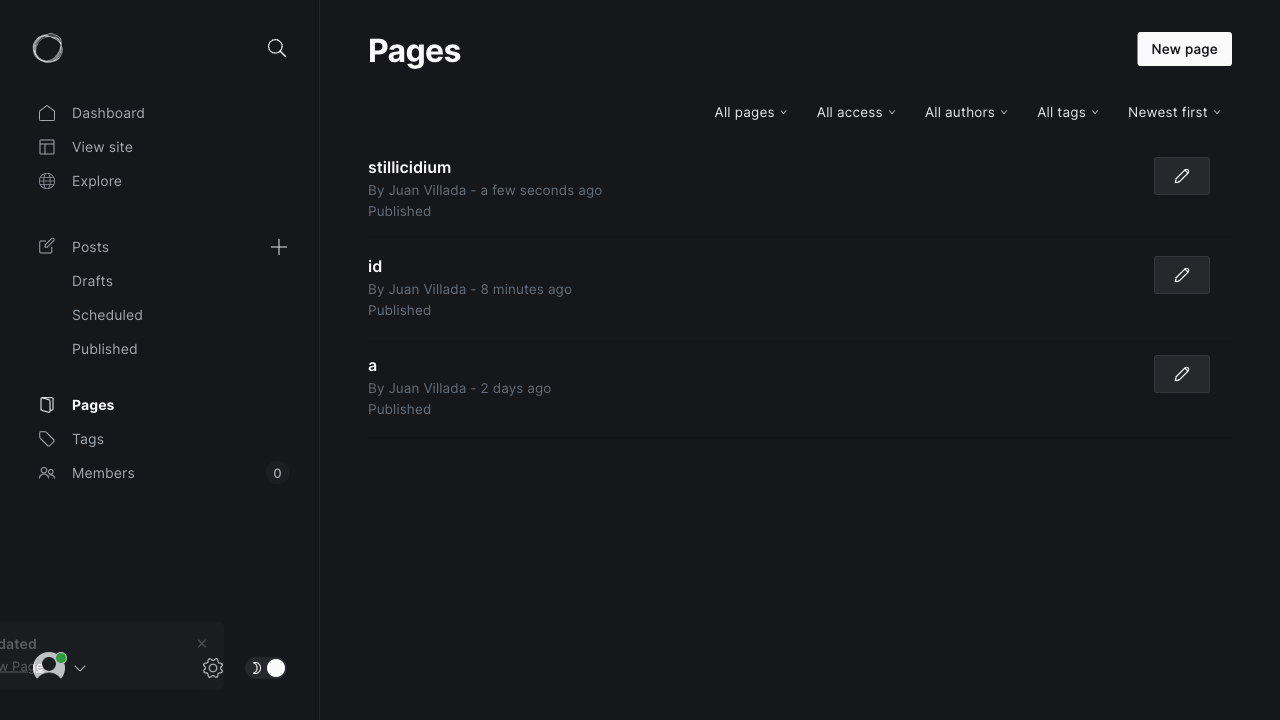 Dashboard
View site
Explore
Posts
Drafts
Scheduled
Published
Pages
Tags
Members
0
Pages
New page
All pages
All access
All authors
All tags
Newest first
stillicidium
By Juan Villada - a few seconds ago
Published
id
By Juan Villada - 8 minutes ago
Published
a
By Juan Villada - 2 days ago
Published
dated
w Page